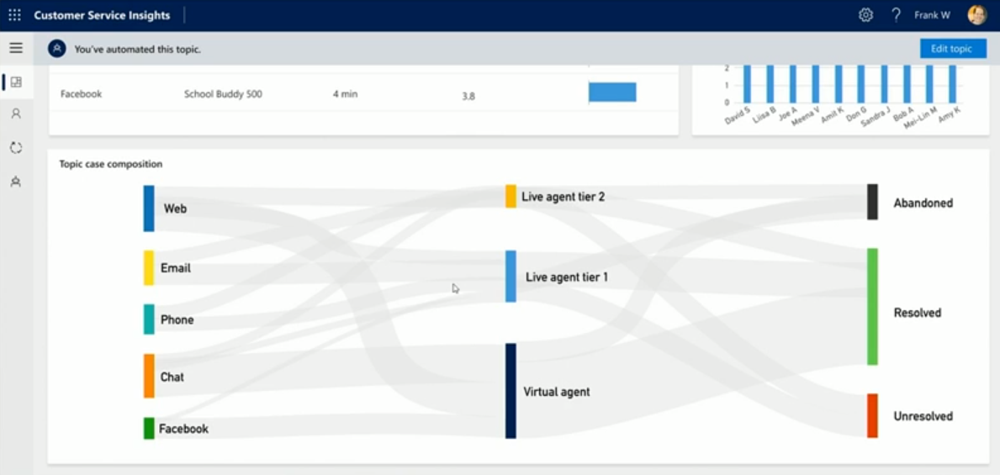 Customer Service Insights
Frank W
You've automated this topic.
Edit topic
Facebook School Buddy 500 4 min 3.8
2
1
0
David S Liisa B Joe A Meena V Amit K Don G Sandra J Bob A Mei-Lin M Amy K
Topic case composition
Web
Email
Phone
Chat
Facebook
Live agent tier 2
Live agent tier 1
Virtual agent
Abandoned
Resolved
Unresolved